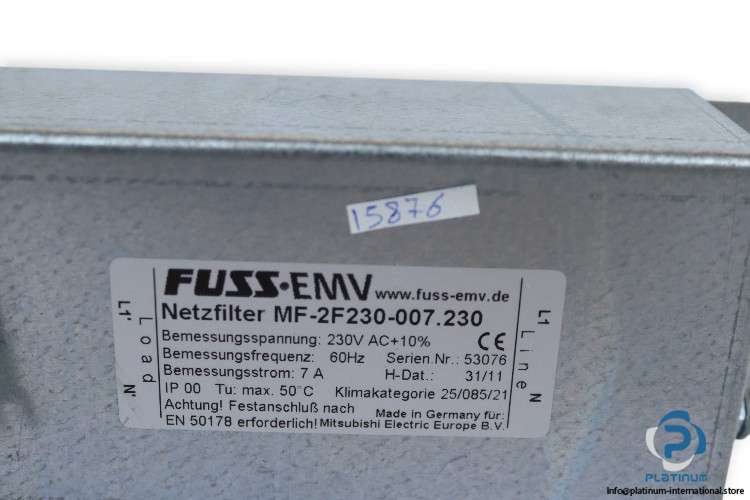 15876
FUSS-EMV www.fuss-emv.de
Netzfilter MF-2F230-007.230
Bemessungsspannung: 230V AC+10% CE
Bemessungsfrequenz: 60Hz Serien.Nr.: 53076
Bemessungsstrom: 7 A H-Dat.: 31/11
IP 00 Tu: max. 50°C Klimakategorie 25/085/21
Achtung! Festanschluß nach
EN 50178 erforderlich!
Made in Germany für:
Mitsubishi Electric Europe B.V.
L1' Load N'
L1 Line N
PLATINUM
Info@platinum-international.store